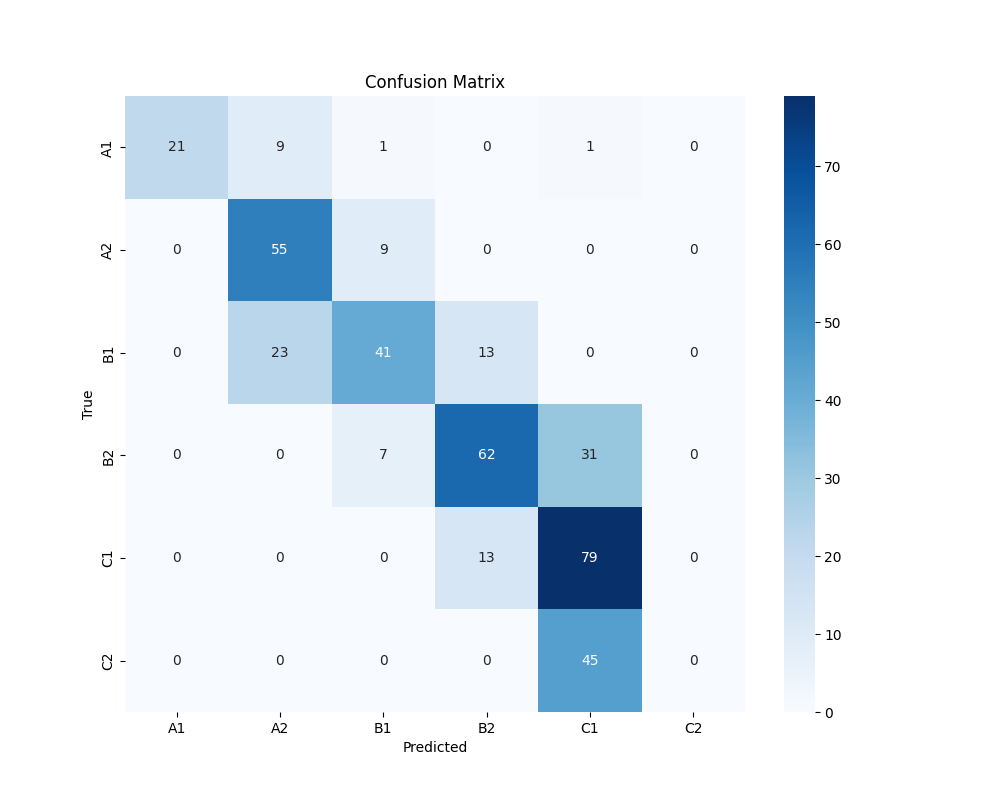 Confusion Matrix
A1 21 9 1 0 1 0
A2 0 55 9 0 0 0
B1 0 23 41 13 0 0
B2 0 0 7 62 31 0
C1 0 0 0 13 79 0
C2 0 0 0 0 45 0
A1 A2 B1 B2 C1 C2
Predicted
True
70
60
50
40
30
20
10
0